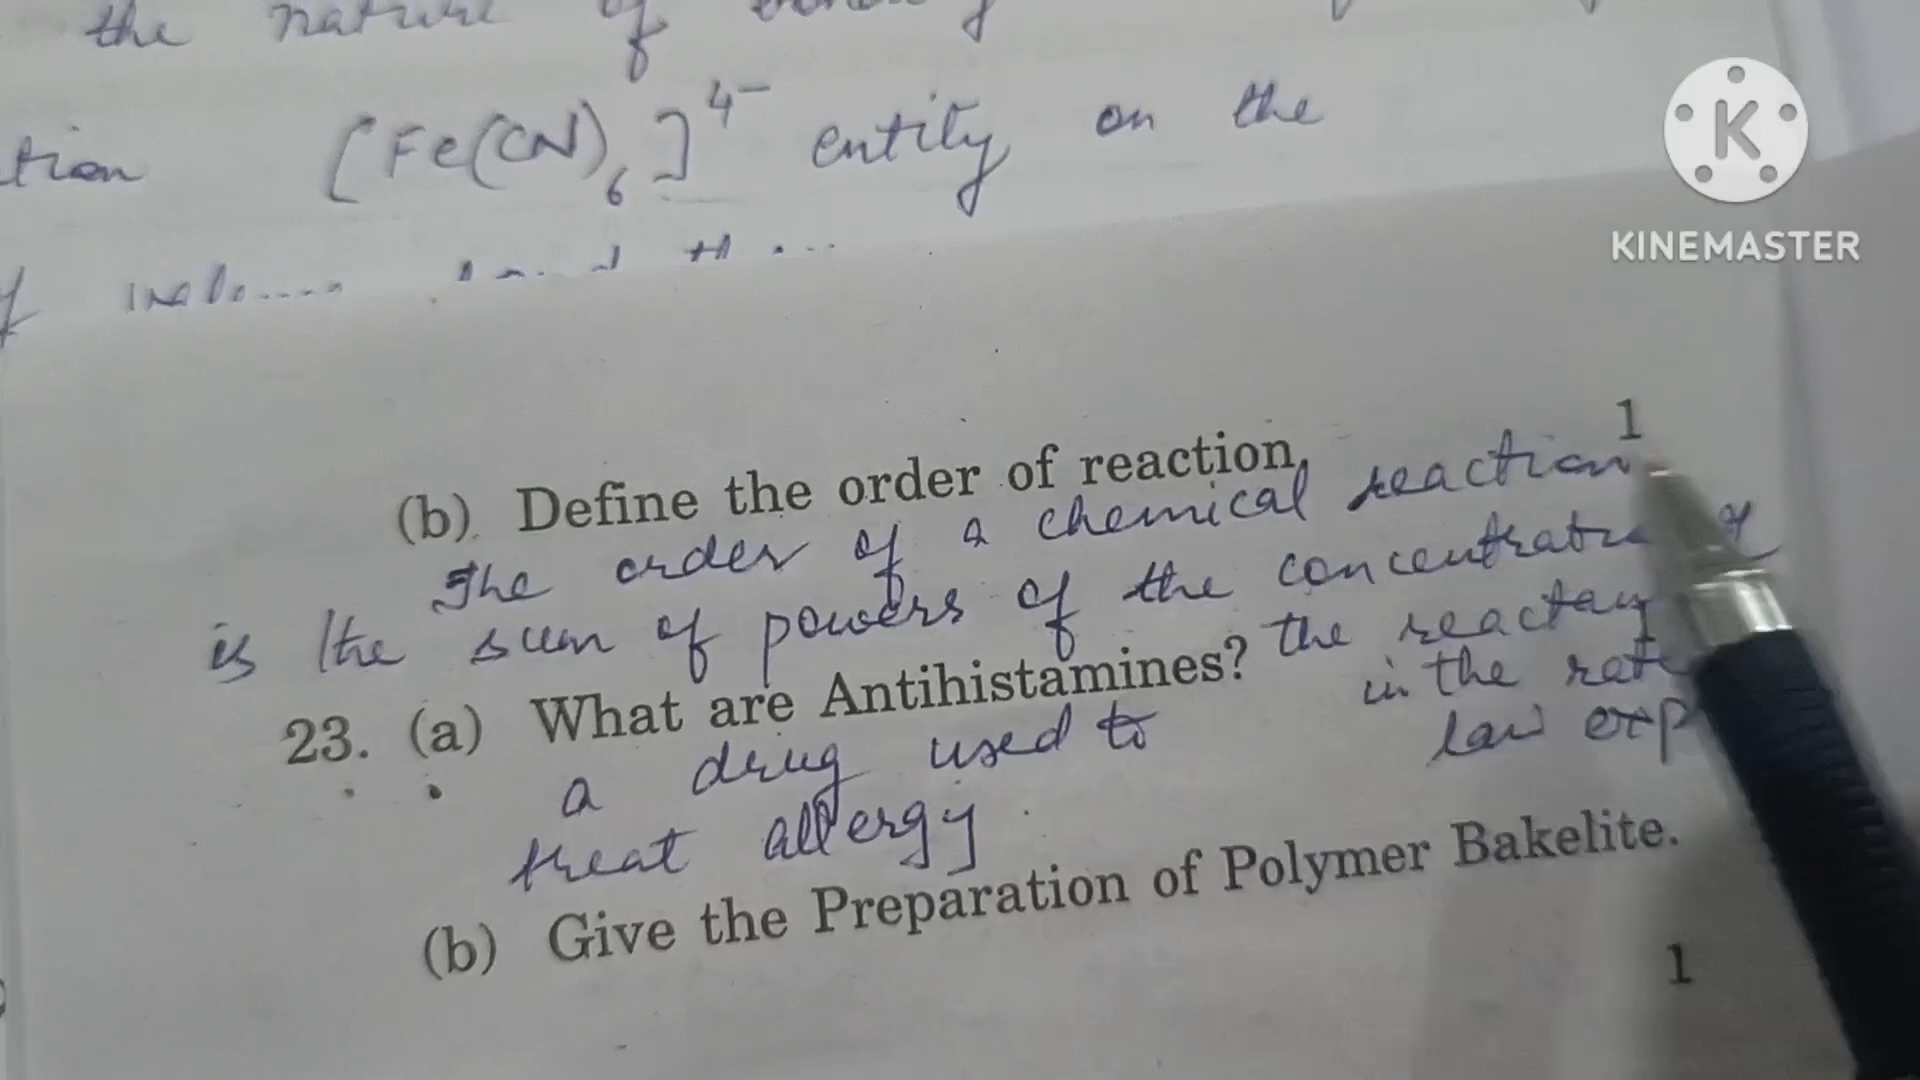 the nature of
tion [Fe(CN)6]4- entity on the
KINEMASTER
(b) Define the order of reaction. 1
The order of a chemical reaction
is the sum of powers of the concentration of
the reactan
in the rate
law exp
23. (a) What are Antihistamines?
a drug used to
treat allergy
(b) Give the Preparation of Polymer Bakelite.
1